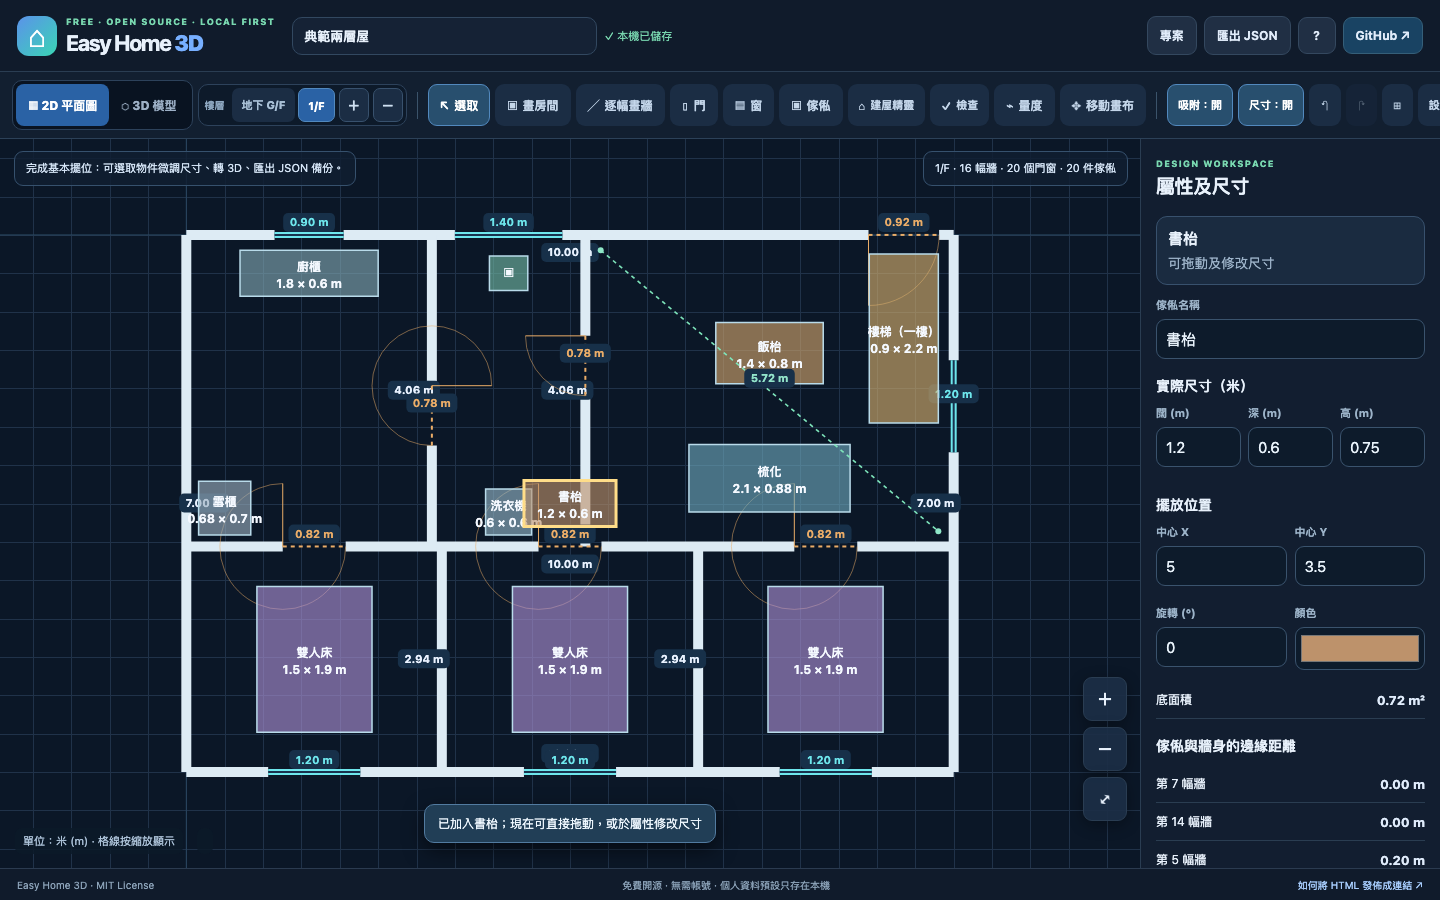 FREE · OPEN SOURCE · LOCAL FIRST
Easy Home 3D
典範兩層屋
✓ 本機已儲存
專案
匯出 JSON
?
GitHub ↗
2D 平面圖
3D 模型
樓層
地下 G/F
1/F
+
−
選取
畫房間
逐幅畫牆
門
窗
傢俬
建屋精靈
檢查
量度
移動畫布
吸附：開
尺寸：開
完成基本擺位：可選取物件微調尺寸、轉 3D、匯出 JSON 備份。
1/F · 16 幅牆 · 20 個門窗 · 20 件傢俬
0.90 m
1.40 m
0.92 m
10.00
廚櫃
1.8 × 0.6 m
樓梯（一樓）
0.9 × 2.2 m
飯枱
1.4 × 0.8 m
5.72 m
0.78 m
4.06 m
4.06 m
0.78 m
1.20 m
梳化
2.1 × 0.88 m
7.00
雪櫃
0.68 × 0.7 m
洗衣機
書枱
1.2 × 0.6 m
7.00 m
0.82 m
0.82 m
0.82 m
10.00 m
雙人床
1.5 × 1.9 m
2.94 m
雙人床
1.5 × 1.9 m
2.94 m
雙人床
1.5 × 1.9 m
1.20 m
1.20 m
1.20 m
+
−
已加入書枱；現在可直接拖動，或於屬性修改尺寸
單位：米 (m) · 格線按縮放顯示
DESIGN WORKSPACE
屬性及尺寸
書枱
可拖動及修改尺寸
傢俬名稱
書枱
實際尺寸（米）
闊 (m)
深 (m)
高 (m)
1.2
0.6
0.75
擺放位置
中心 X
中心 Y
5
3.5
旋轉 (°)
顏色
0
底面積
0.72 m²
傢俬與牆身的邊緣距離
第 7 幅牆
0.00 m
第 14 幅牆
0.00 m
第 5 幅牆
0.20 m
Easy Home 3D · MIT License
免費開源 · 無需帳號 · 個人資料預設只存在本機
如何將 HTML 發佈成連結 ↗